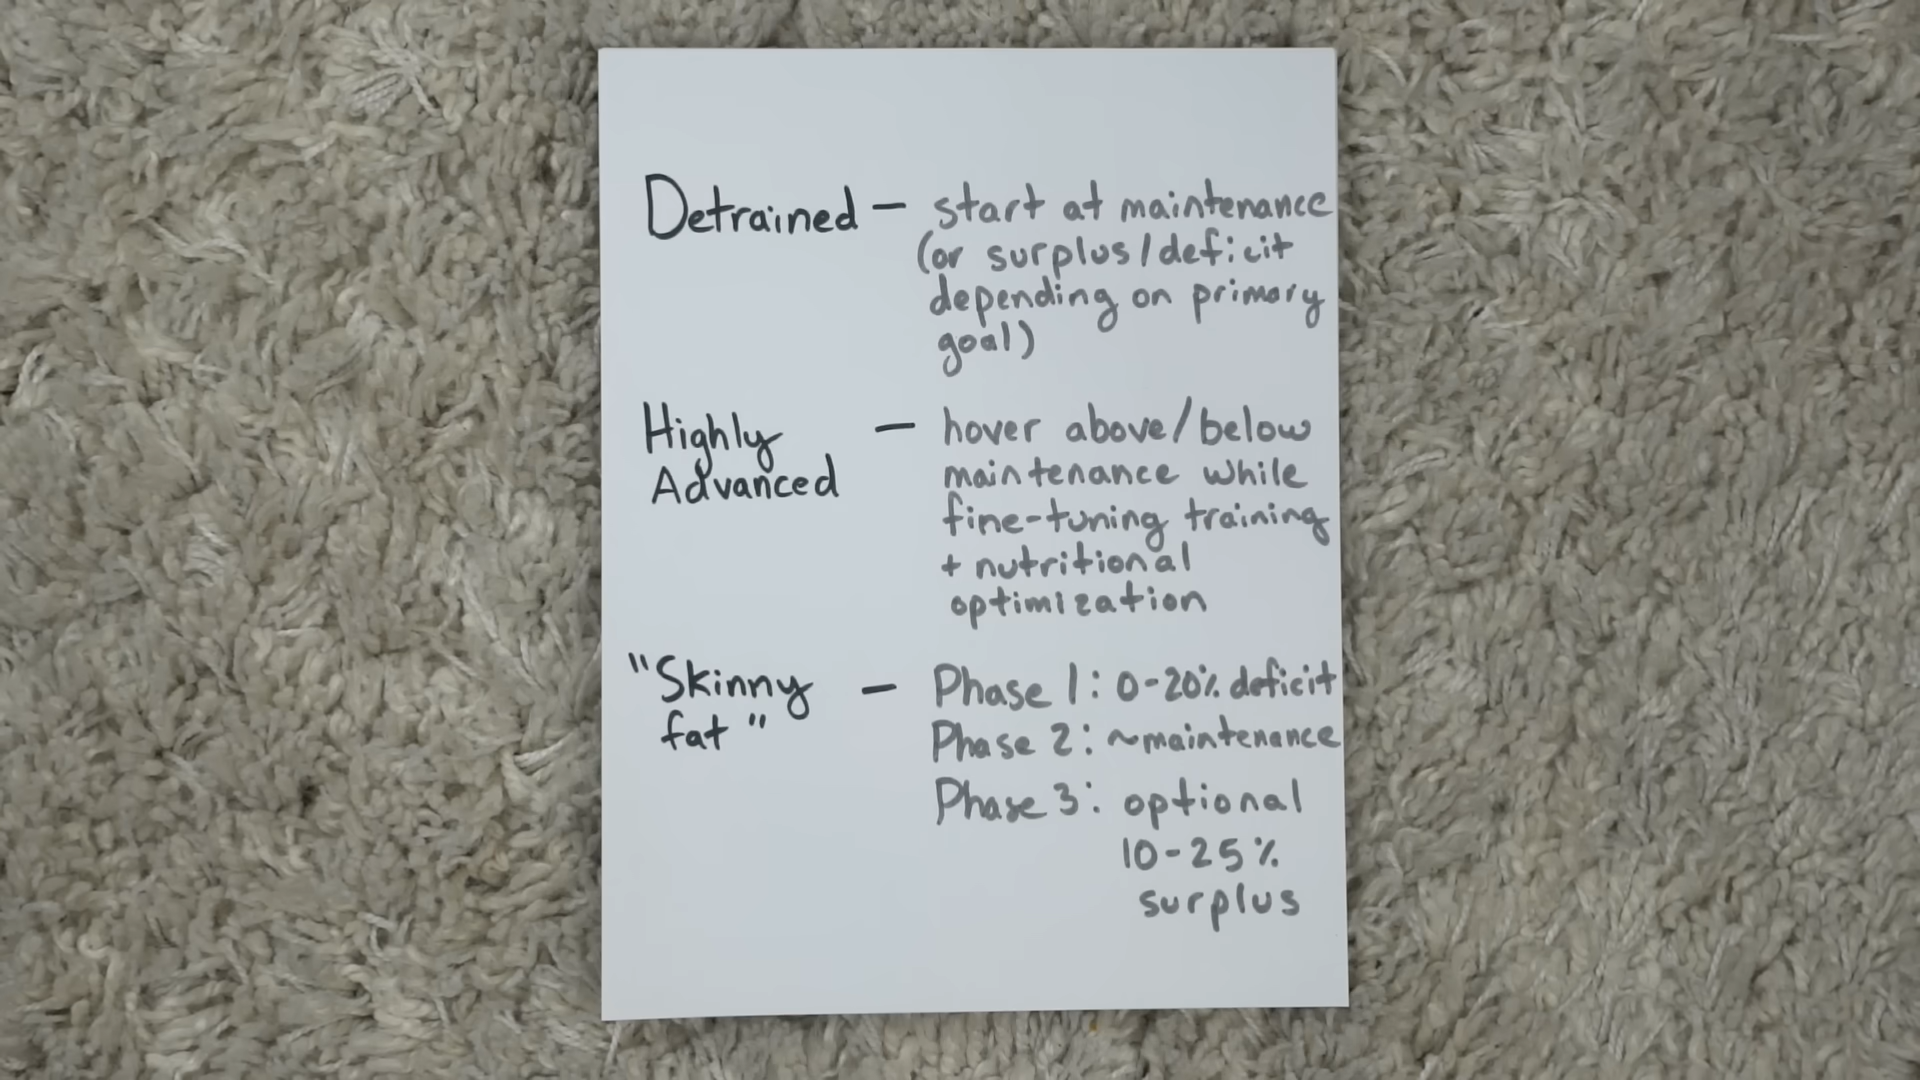 Detrained — start at maintenance
(or surplus/deficit
depending on primary
goal)
Highly — hover above/below
Advanced maintenance while
fine-tuning training
+ nutritional
optimization
"Skinny — Phase 1: 0-20% deficit
fat" Phase 2: ~maintenance
Phase 3: optional
10-25%
surplus